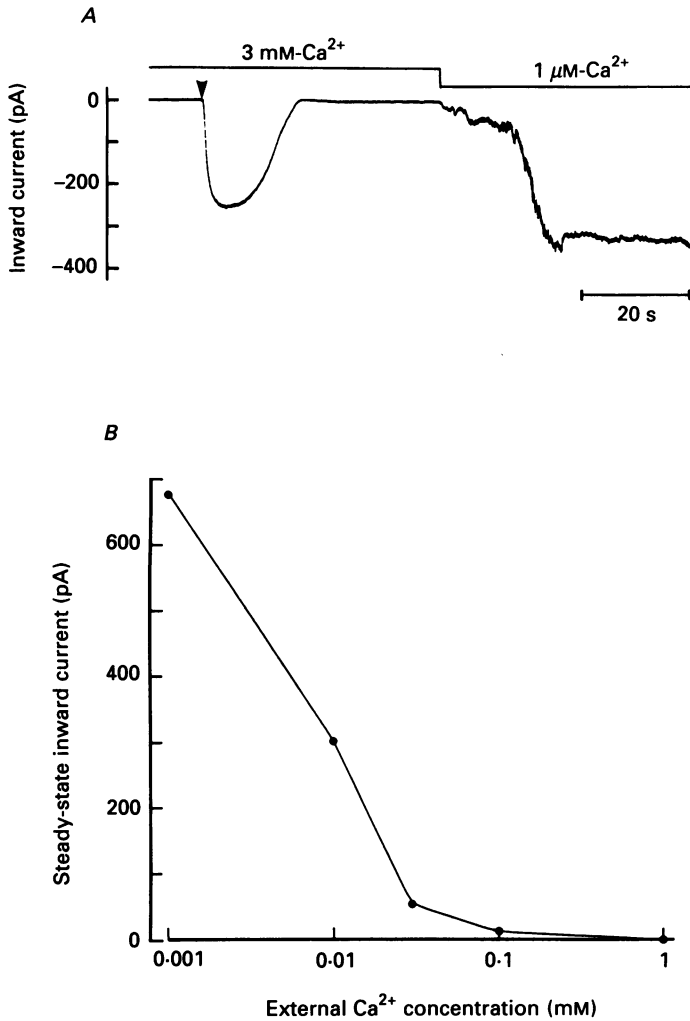 A
3 mM-Ca2+
1 µM-Ca2+
Inward current (pA)
0
−200
−400
20 s
B
Steady-state inward current (pA)
600
400
200
0
0·001
0·01
0·1
1
External Ca2+ concentration (mM)